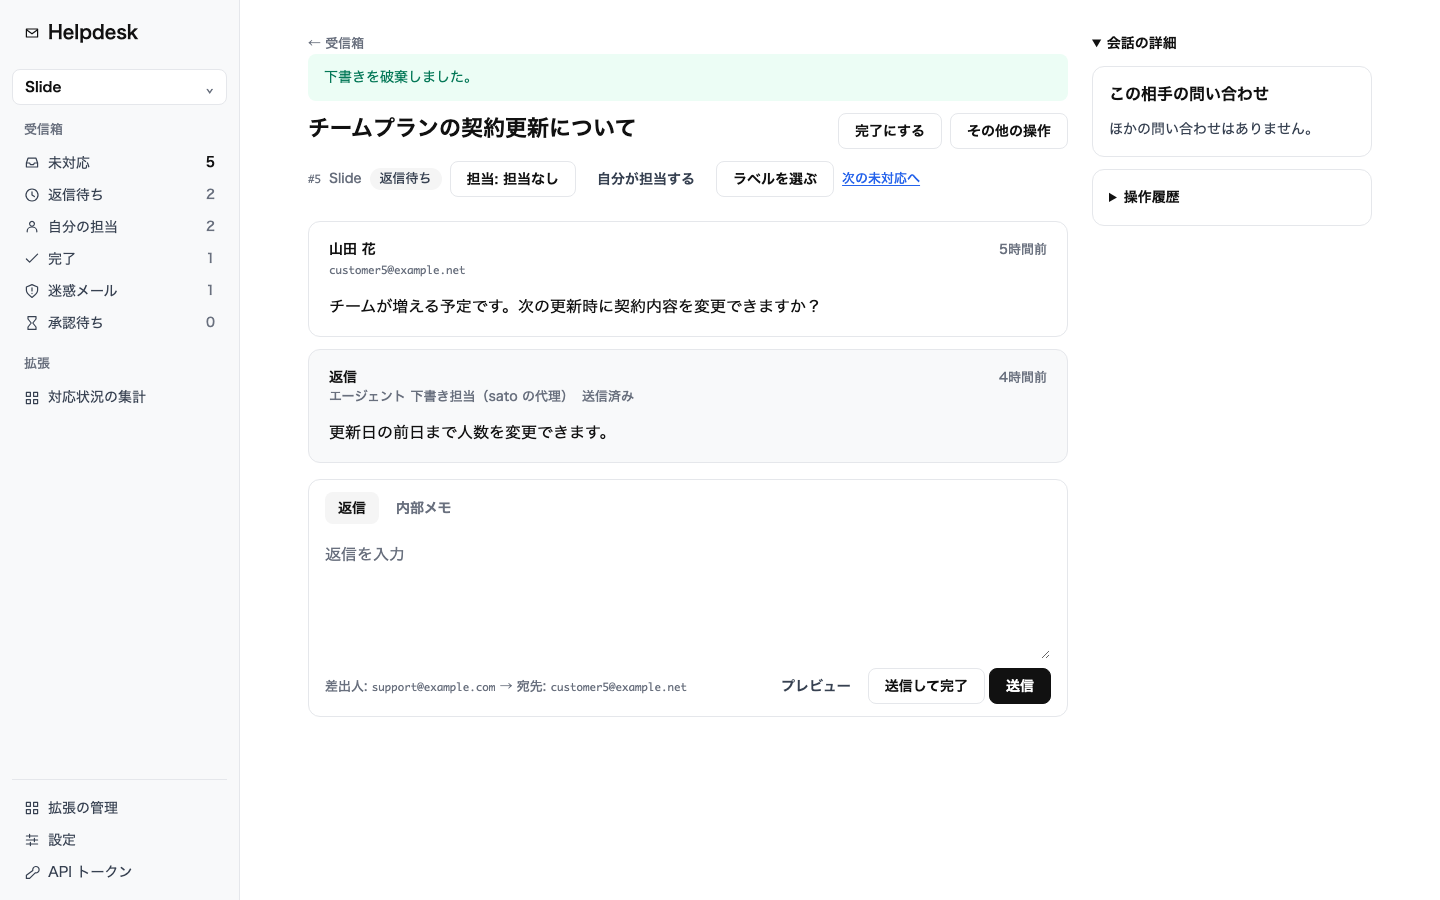 Helpdesk
Slide
受信箱
未対応 5
返信待ち 2
自分の担当 2
完了 1
迷惑メール 1
承認待ち 0
拡張
対応状況の集計
拡張の管理
設定
API トークン
← 受信箱
下書きを破棄しました。
チームプランの契約更新について
完了にする その他の操作
#5 Slide 返信待ち 担当: 担当なし 自分が担当する ラベルを選ぶ 次の未対応へ
山田 花 5時間前
customer5@example.net
チームが増える予定です。次の更新時に契約内容を変更できますか？
返信 4時間前
エージェント 下書き担当（sato の代理） 送信済み
更新日の前日まで人数を変更できます。
返信 内部メモ
返信を入力
差出人: support@example.com → 宛先: customer5@example.net プレビュー 送信して完了 送信
▼ 会話の詳細
この相手の問い合わせ
ほかの問い合わせはありません。
▶ 操作履歴